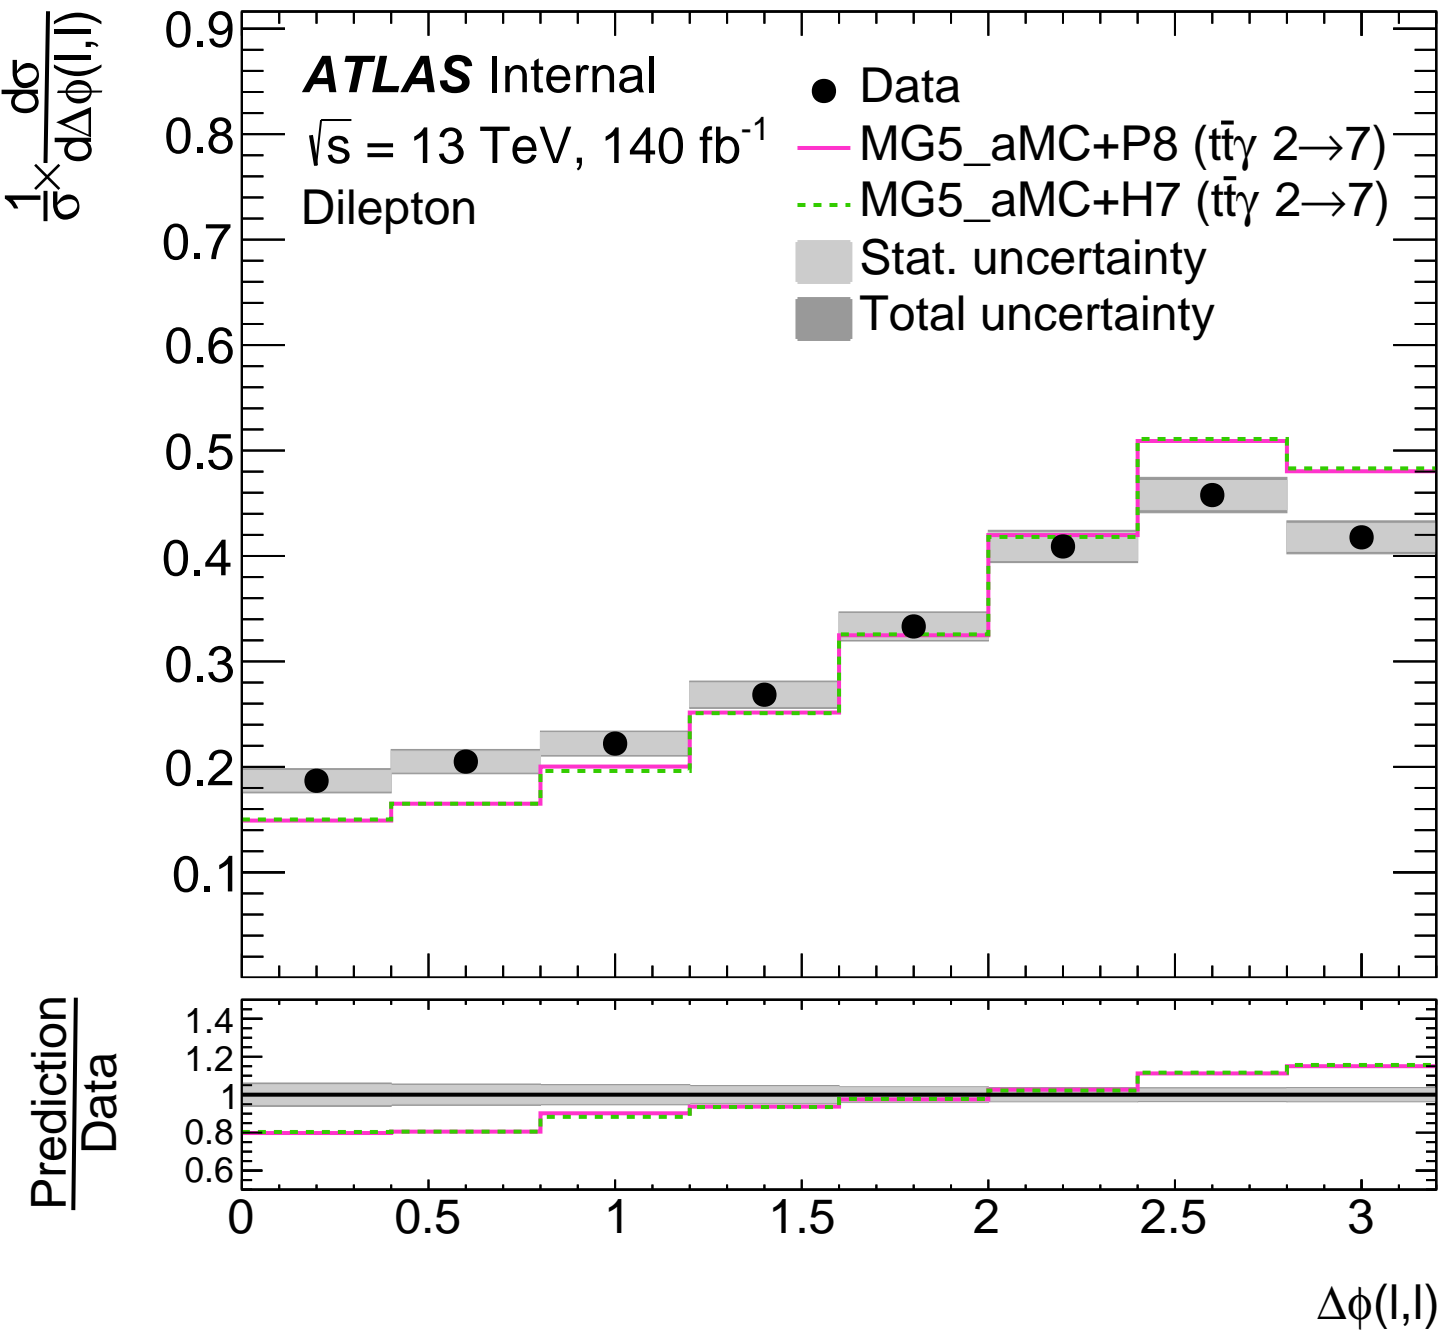 1/σ × dσ/dΔϕ(l,l)
0.9
0.8
0.7
0.6
0.5
0.4
0.3
0.2
0.1
ATLAS Internal
√s = 13 TeV, 140 fb⁻¹
Dilepton
Data
MG5_aMC+P8 (tt̄γ 2→7)
MG5_aMC+H7 (tt̄γ 2→7)
Stat. uncertainty
Total uncertainty
Prediction
Data
1.4
1.2
1
0.8
0.6
0 0.5 1 1.5 2 2.5 3
Δϕ(l,l)